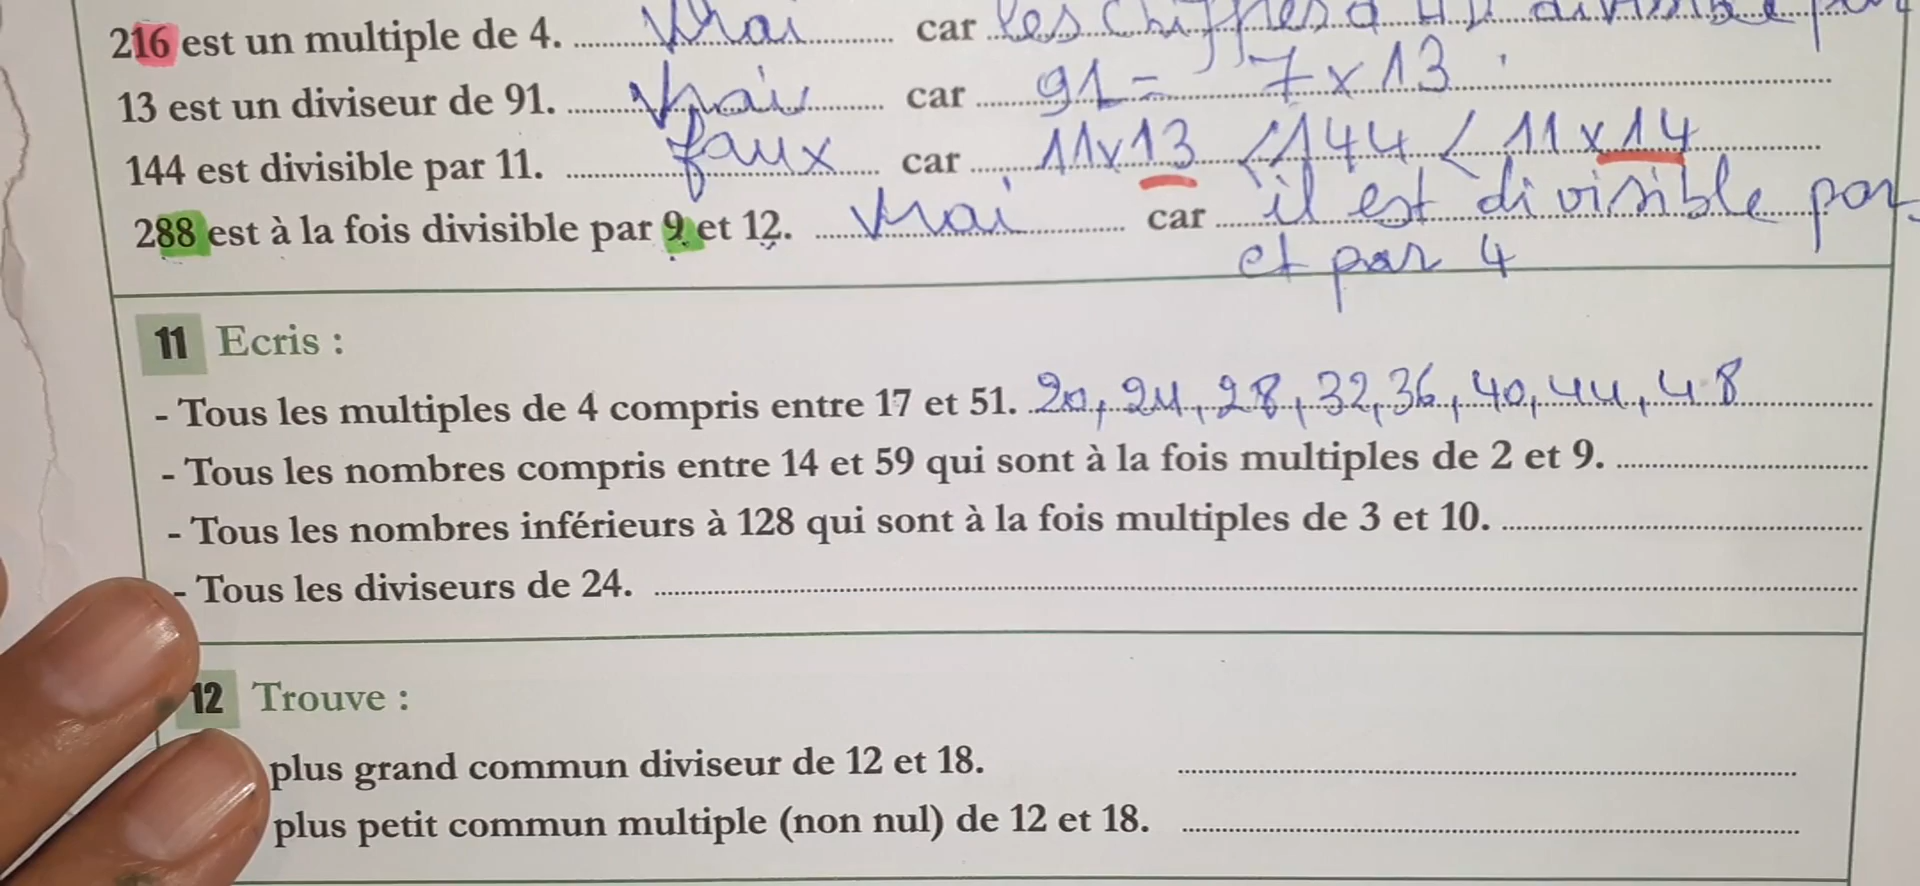 216 est un multiple de 4. Vrai car les chiffres divisible
13 est un diviseur de 91. Vrai car 91 = 7 x 13
144 est divisible par 11. faux car 11 x 13 < 144 < 11 x 14
288 est à la fois divisible par 9 et 12. Vrai car il est divisible par
et par 4
11 Ecris :
- Tous les multiples de 4 compris entre 17 et 51. 20, 24, 28, 32, 36, 40, 44, 48
- Tous les nombres compris entre 14 et 59 qui sont à la fois multiples de 2 et 9.
- Tous les nombres inférieurs à 128 qui sont à la fois multiples de 3 et 10.
- Tous les diviseurs de 24.
12 Trouve :
plus grand commun diviseur de 12 et 18.
plus petit commun multiple (non nul) de 12 et 18.